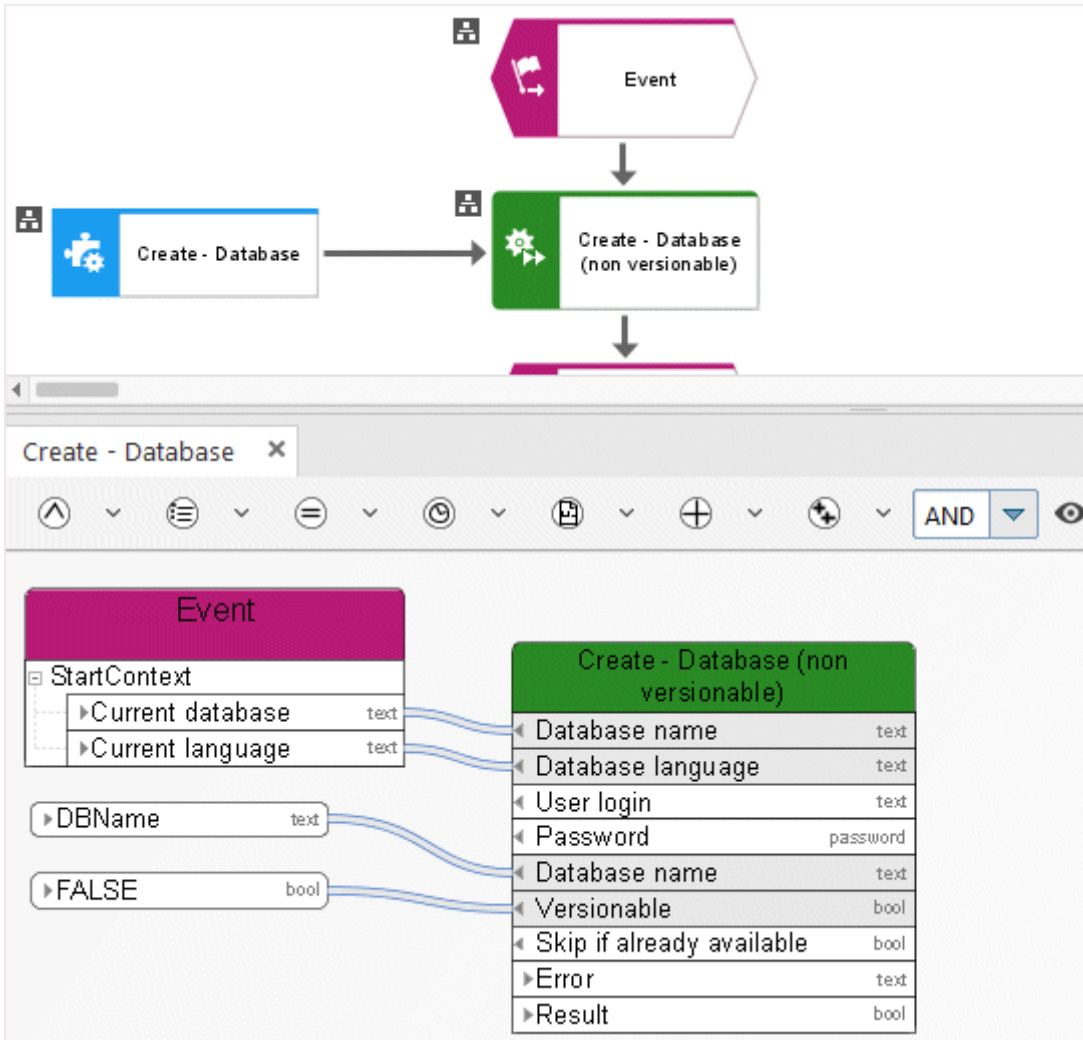 Event
Create - Database
Create - Database
(non versionable)
Create - Database
AND
Event
StartContext
Current database text
Current language text
DBName text
FALSE bool
Create - Database (non
versionable)
Database name text
Database language text
User login text
Password password
Database name text
Versionable bool
Skip if already available bool
Error text
Result bool